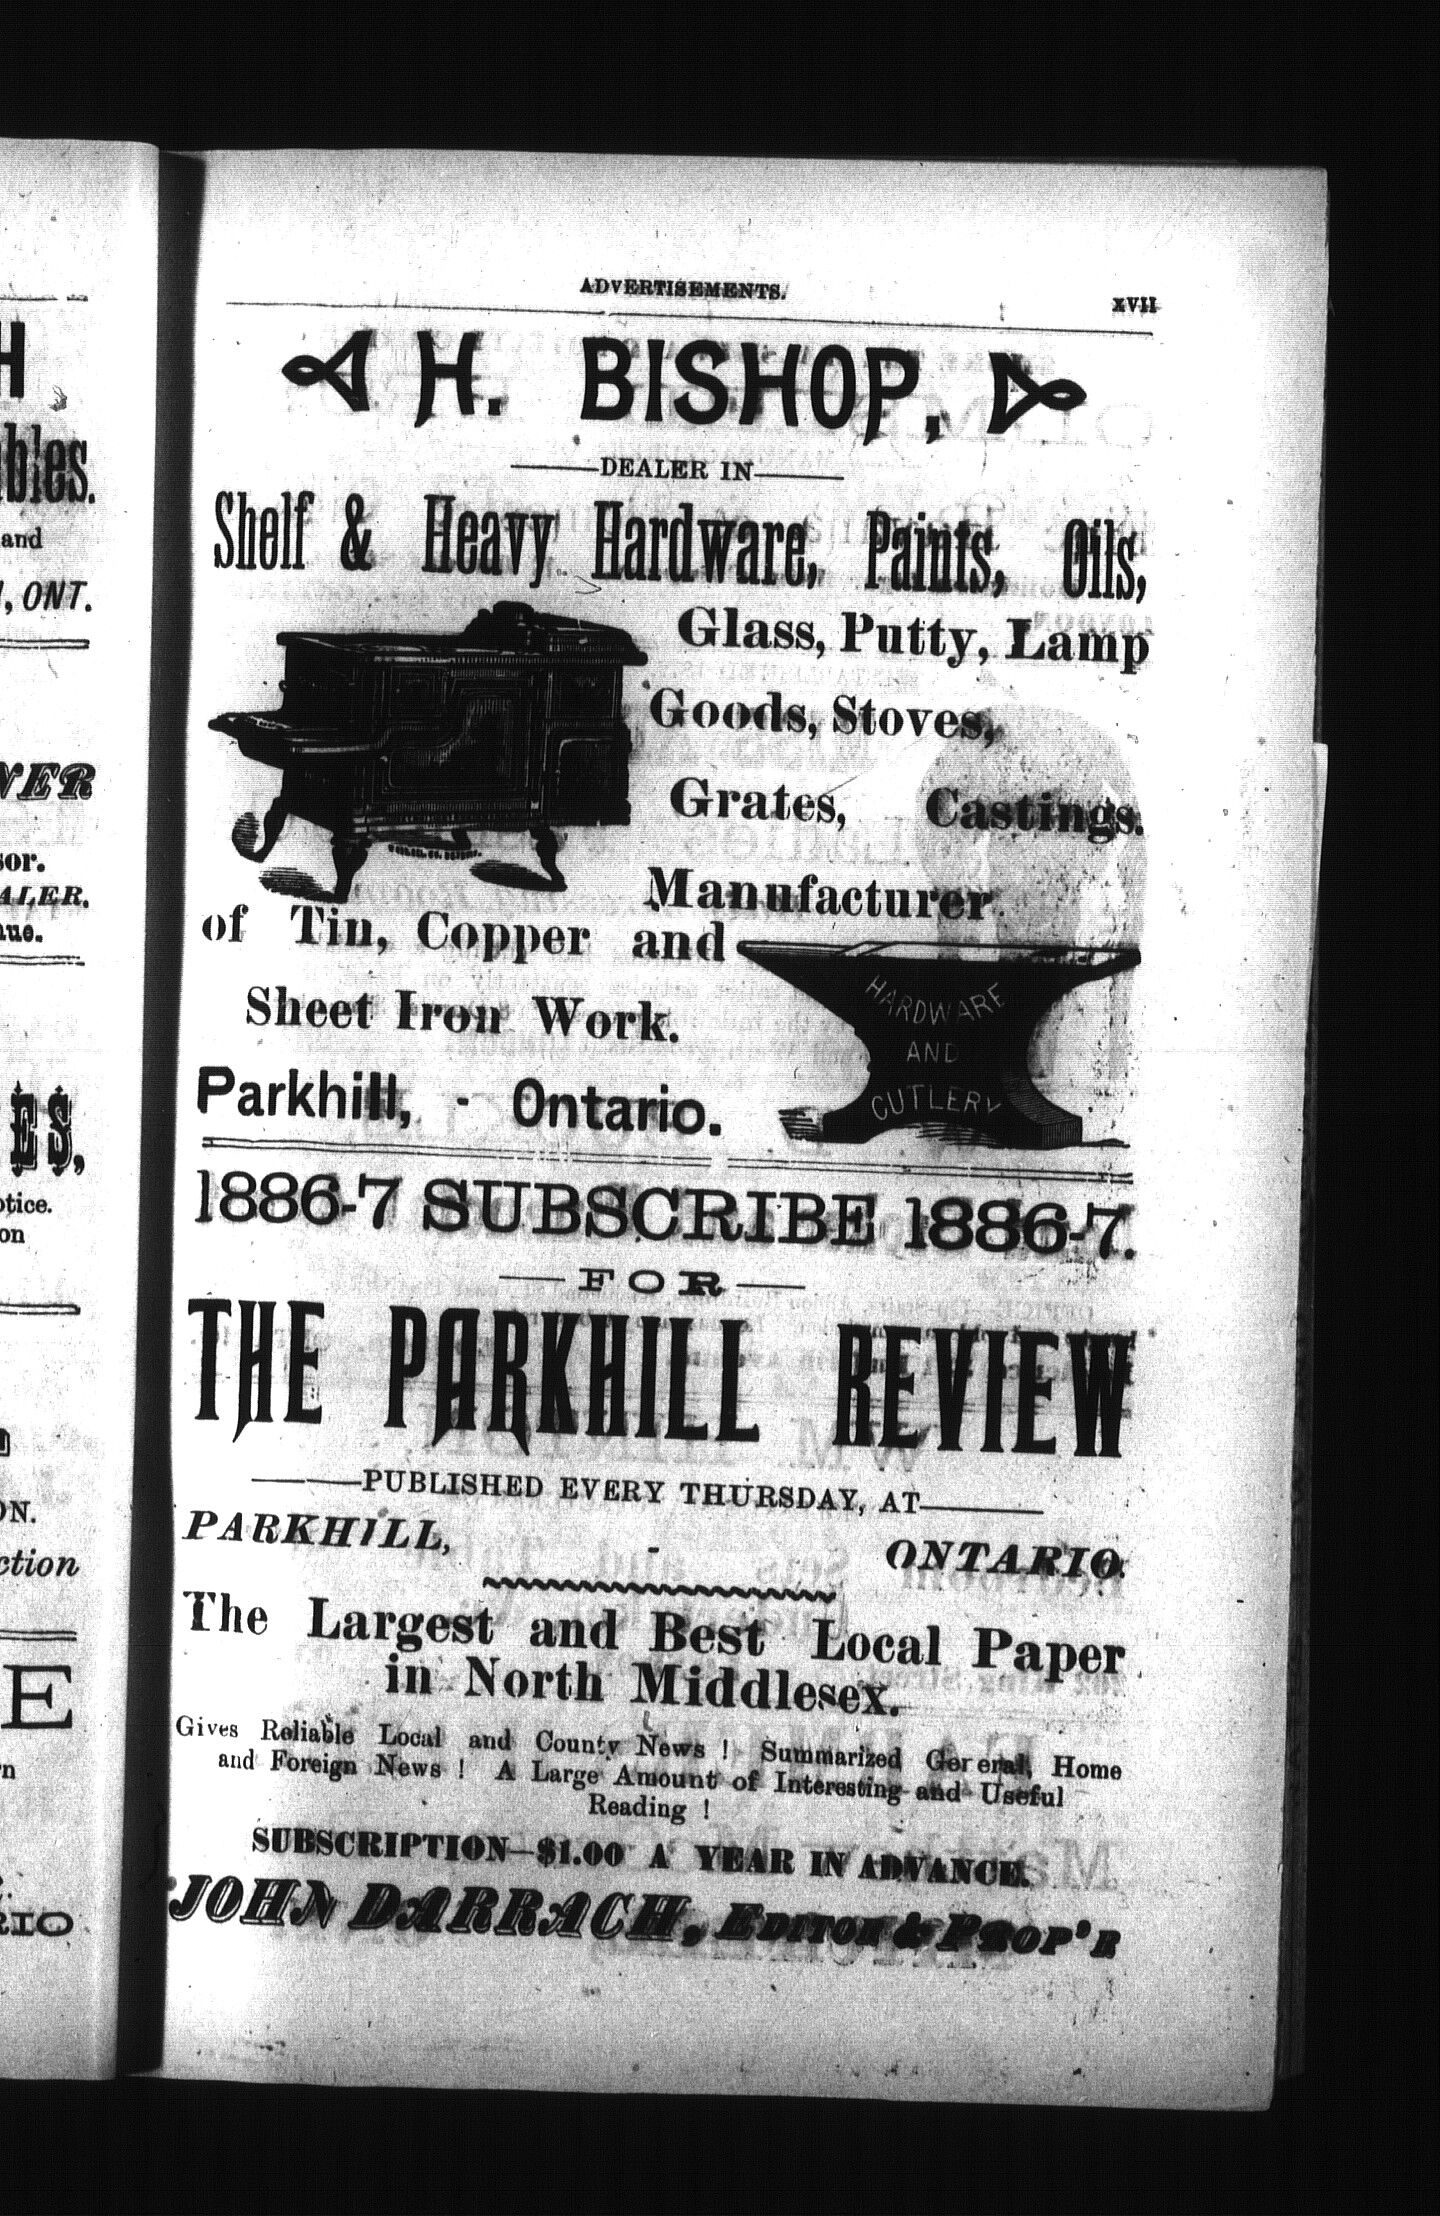 ADVERTISEMENTS. XVII
H. BISHOP,
DEALER IN
Shelf & Heavy Hardware, Paints, Oils,
Glass, Putty, Lamp
Goods, Stoves,
Grates, Castings.
Manufacturer
of Tin, Copper and
Sheet Iron Work.
HARDWARE
AND
CUTLERY
Parkhill, - Ontario.
1886-7 SUBSCRIBE 1886-7.
FOR
THE PARKHILL REVIEW
PUBLISHED EVERY THURSDAY, AT
PARKHILL, - ONTARIO.
The Largest and Best Local Paper
in North Middlesex.
Gives Reliable Local and County News ! Summarized General, Home
and Foreign News ! A Large Amount of Interesting and Useful
Reading !
SUBSCRIPTION—$1.00 A YEAR IN ADVANCE.
JOHN DARRACH, EDITOR & PROP'R
and
ONT.